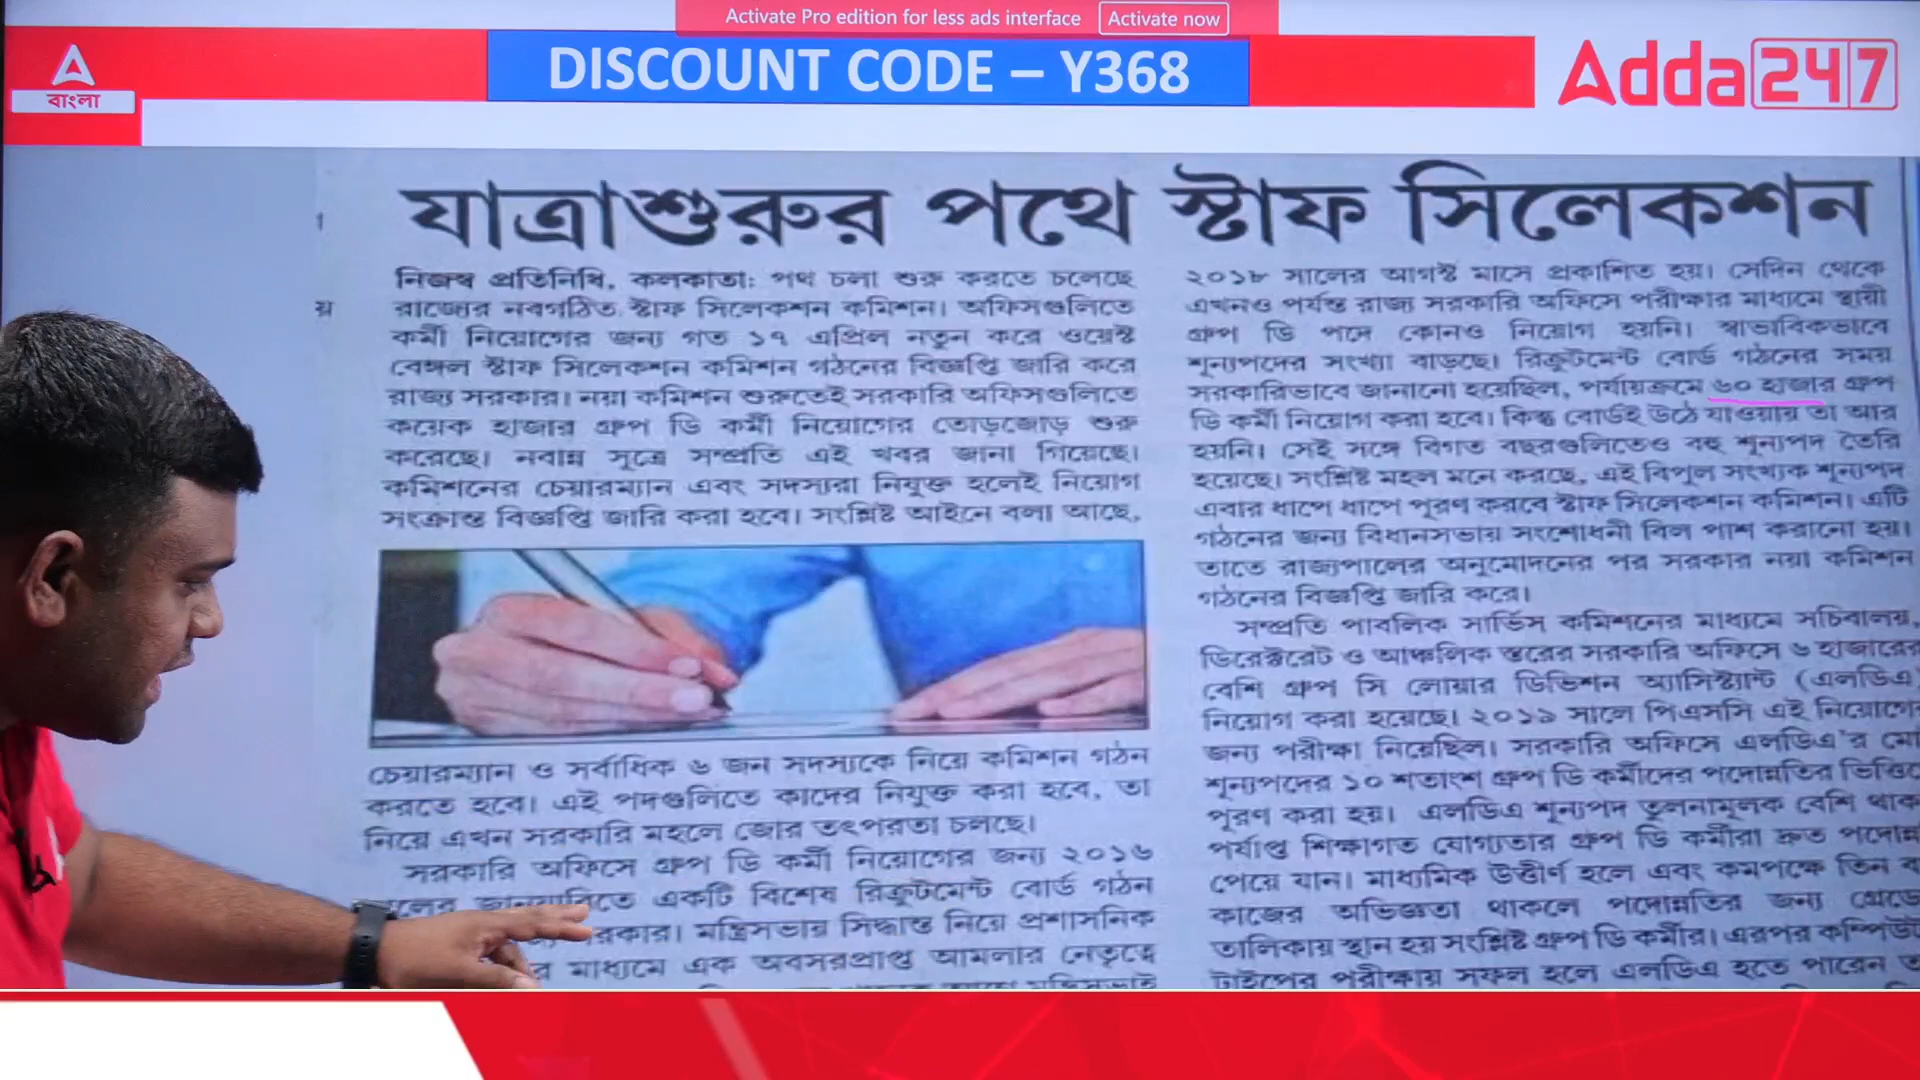 Activate Pro edition for less ads interface Activate now
DISCOUNT CODE – Y368
বাংলা
Adda247
যাত্রাশুরুর পথে স্টাফ সিলেকশন
নিজস্ব প্রতিনিধি, কলকাতা: পথ চলা শুরু করতে চলেছে
রাজ্যের নবগঠিত স্টাফ সিলেকশন কমিশন। অফিসগুলিতে
কর্মী নিয়োগের জন্য গত ১৭ এপ্রিল নতুন করে ওয়েস্ট
বেঙ্গল স্টাফ সিলেকশন কমিশন গঠনের বিজ্ঞপ্তি জারি করে
রাজ্য সরকার। নয়া কমিশন শুরুতেই সরকারি অফিসগুলিতে
কয়েক হাজার গ্রুপ ডি কর্মী নিয়োগের তোড়জোড় শুরু
করেছে। নবান্ন সূত্রে সম্প্রতি এই খবর জানা গিয়েছে।
কমিশনের চেয়ারম্যান এবং সদস্যরা নিযুক্ত হলেই নিয়োগ
সংক্রান্ত বিজ্ঞপ্তি জারি করা হবে। সংশ্লিষ্ট আইনে বলা আছে,
চেয়ারম্যান ও সর্বাধিক ৬ জন সদস্যকে নিয়ে কমিশন গঠন
করতে হবে। এই পদগুলিতে কাদের নিযুক্ত করা হবে, তা
নিয়ে এখন সরকারি মহলে জোর তৎপরতা চলছে।
সরকারি অফিসে গ্রুপ ডি কর্মী নিয়োগের জন্য ২০১৬
সালের জানুয়ারিতে একটি বিশেষ রিক্রুটমেন্ট বোর্ড গঠন
সরকার। মন্ত্রিসভায় সিদ্ধান্ত নিয়ে প্রশাসনিক
র মাধ্যমে এক অবসরপ্রাপ্ত আমলার নেতৃত্বে
২০১৮ সালের আগস্ট মাসে প্রকাশিত হয়। সেদিন থেকে
এখনও পর্যন্ত রাজ্য সরকারি অফিসে পরীক্ষার মাধ্যমে স্থায়ী
গ্রুপ ডি পদে কোনও নিয়োগ হয়নি। স্বাভাবিকভাবে
শূন্যপদের সংখ্যা বাড়ছে। রিক্রুটমেন্ট বোর্ড গঠনের সময়
সরকারিভাবে জানানো হয়েছিল, পর্যায়ক্রমে ৬০ হাজার গ্রুপ
ডি কর্মী নিয়োগ করা হবে। কিন্তু বোর্ডই উঠে যাওয়ায় তা আর
হয়নি। সেই সঙ্গে বিগত বছরগুলিতেও বহু শূন্যপদ তৈরি
হয়েছে। সংশ্লিষ্ট মহল মনে করছে, এই বিপুল সংখ্যক শূন্যপদ
এবার ধাপে ধাপে পূরণ করবে স্টাফ সিলেকশন কমিশন। এটি
গঠনের জন্য বিধানসভায় সংশোধনী বিল পাশ করানো হয়।
তাতে রাজ্যপালের অনুমোদনের পর সরকার নয়া কমিশন
গঠনের বিজ্ঞপ্তি জারি করে।
সম্প্রতি পাবলিক সার্ভিস কমিশনের মাধ্যমে সচিবালয়,
ডিরেক্টরেট ও আঞ্চলিক স্তরের সরকারি অফিসে ৬ হাজারের
বেশি গ্রুপ সি লোয়ার ডিভিশন অ্যাসিস্ট্যান্ট (এলডিএ)
নিয়োগ করা হয়েছে। ২০১৯ সালে পিএসসি এই নিয়োগের
জন্য পরীক্ষা নিয়েছিল। সরকারি অফিসে এলডিএ'র মো
শূন্যপদের ১০ শতাংশ গ্রুপ ডি কর্মীদের পদোন্নতির ভিত্তিতে
পূরণ করা হয়। এলডিএ শূন্যপদ তুলনামূলক বেশি থাক
পর্যাপ্ত শিক্ষাগত যোগ্যতার গ্রুপ ডি কর্মীরা দ্রুত পদোন্ন
পেয়ে যান। মাধ্যমিক উত্তীর্ণ হলে এবং কমপক্ষে তিন ব
কাজের অভিজ্ঞতা থাকলে পদোন্নতির জন্য গ্রেডে
তালিকায় স্থান হয় সংশ্লিষ্ট গ্রুপ ডি কর্মীর। এরপর কম্পিউট
টাইপের পরীক্ষায় সফল হলে এলডিএ হতে পারেন ত